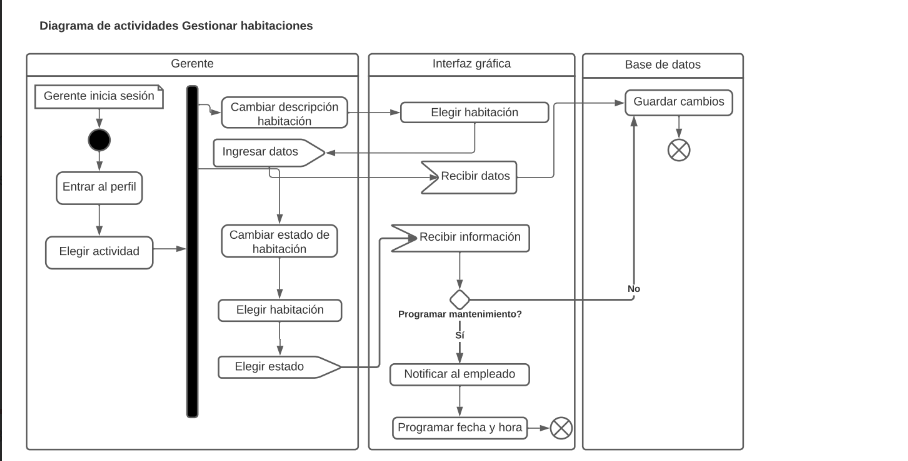 Diagrama de actividades Gestionar habitaciones
Gerente
Interfaz gráfica
Base de datos
Gerente inicia sesión
Entrar al perfil
Elegir actividad
Cambiar descripción
habitación
Ingresar datos
Cambiar estado de
habitación
Elegir habitación
Elegir estado
Elegir habitación
Recibir datos
Recibir información
Programar mantenimiento?
Sí
No
Notificar al empleado
Programar fecha y hora
Guardar cambios